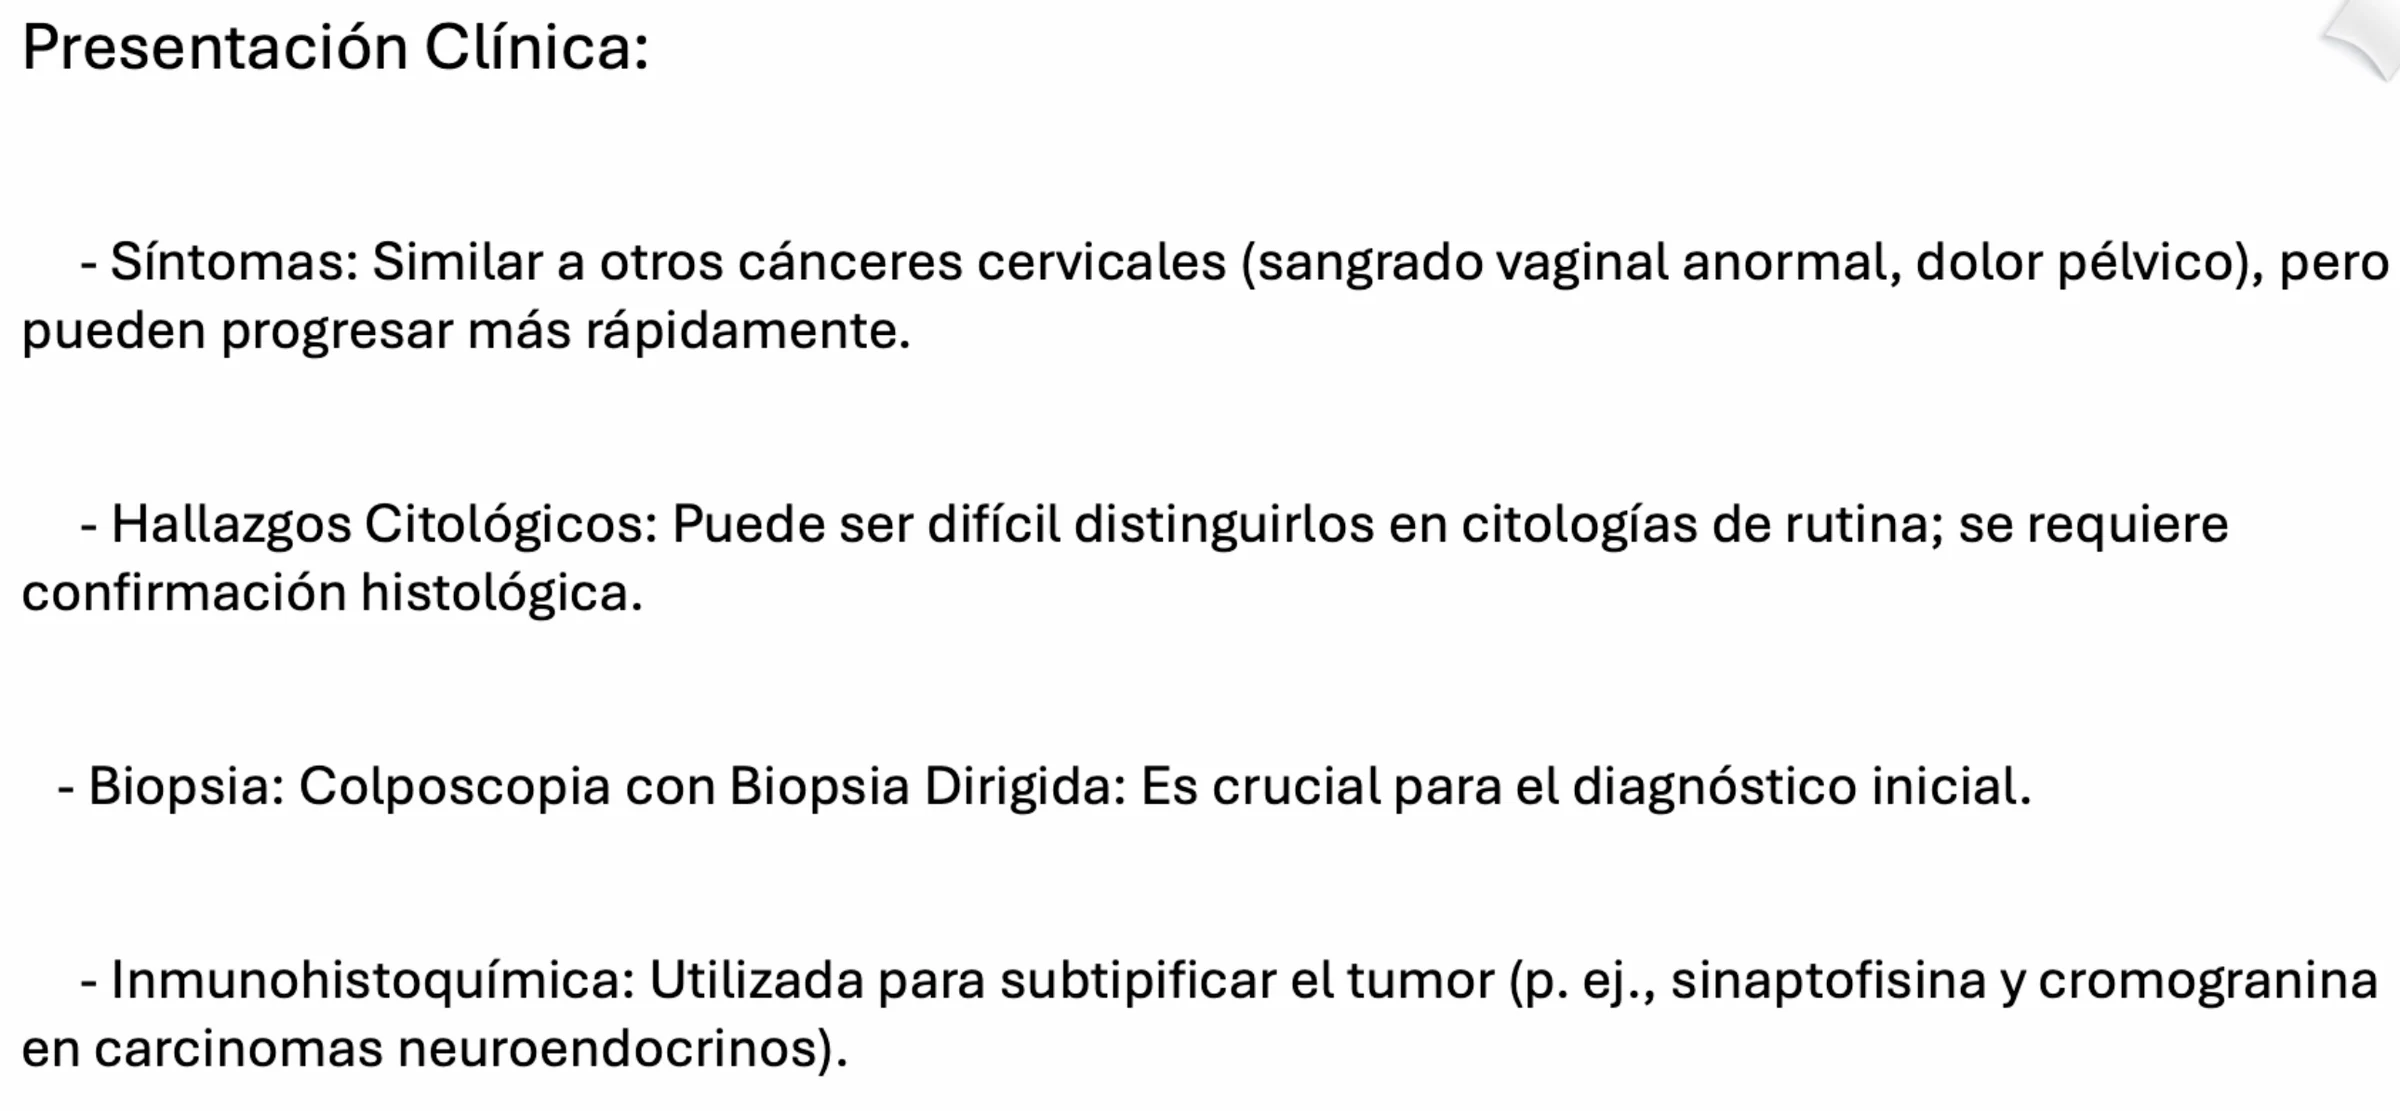 Presentación Clínica:
- Síntomas: Similar a otros cánceres cervicales (sangrado vaginal anormal, dolor pélvico), pero
pueden progresar más rápidamente.
- Hallazgos Citológicos: Puede ser difícil distinguirlos en citologías de rutina; se requiere
confirmación histológica.
- Biopsia: Colposcopia con Biopsia Dirigida: Es crucial para el diagnóstico inicial.
- Inmunohistoquímica: Utilizada para subtipificar el tumor (p. ej., sinaptofisina y cromogranina
en carcinomas neuroendocrinos).